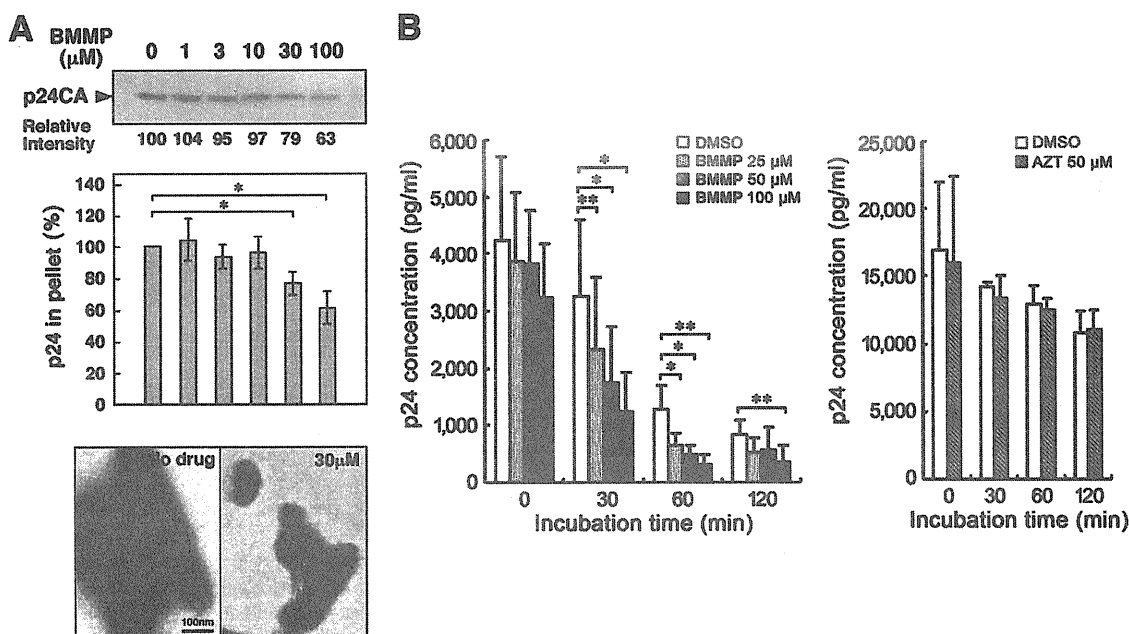 A
BMMP
(μM)
0 1 3 10 30 100
p24CA
Relative
Intensity
100 104 95 97 79 63
140
120
100
80
60
40
20
0
p24 in pellet (%)
*
*
lo drug
30μM
100nm
B
6,000
5,000
4,000
3,000
2,000
1,000
0
p24 concentration (pg/ml)
DMSO
BMMP 25 μM
BMMP 50 μM
BMMP 100 μM
*
*
**
**
*
*
**
0 30 60 120
Incubation time (min)
25,000
20,000
15,000
10,000
5,000
0
p24 concentration (pg/ml)
DMSO
AZT 50 μM
0 30 60 120
Incubation time (min)